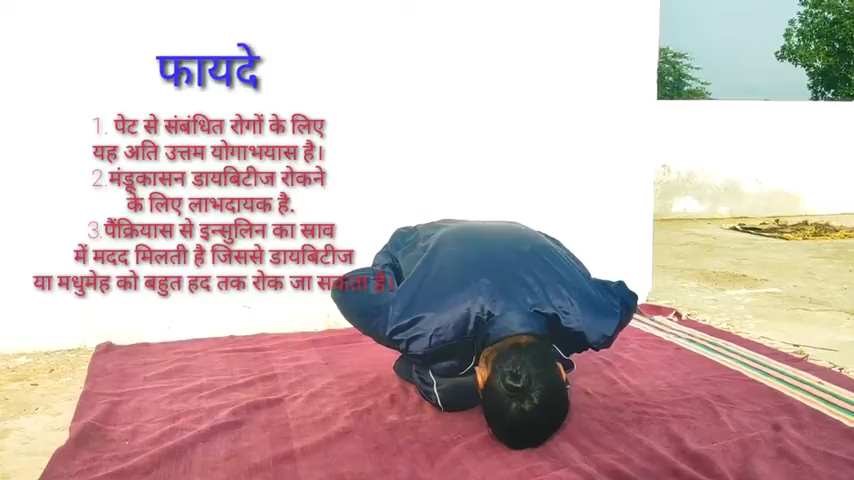 फायदे
1. पेट से संबंधित रोगों के लिए
यह अति उत्तम योगाभयास है।
2.मंडूकासन डायबिटीज रोकने
के लिए लाभदायक है.
3.पैंक्रियास से इन्सुलिन का स्राव
में मदद मिलती है जिससे डायबिटीज
या मधुमेह को बहुत हद तक रोक जा सकता है।